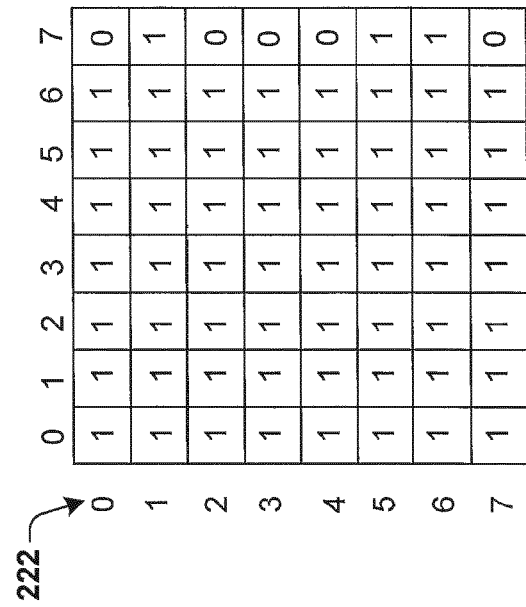 222
0 1 2 3 4 5 6 7
0 1 1 1 1 1 1 1 0
1 1 1 1 1 1 1 1 1
2 1 1 1 1 1 1 1 0
3 1 1 1 1 1 1 1 0
4 1 1 1 1 1 1 1 0
5 1 1 1 1 1 1 1 1
6 1 1 1 1 1 1 1 1
7 1 1 1 1 1 1 1 0